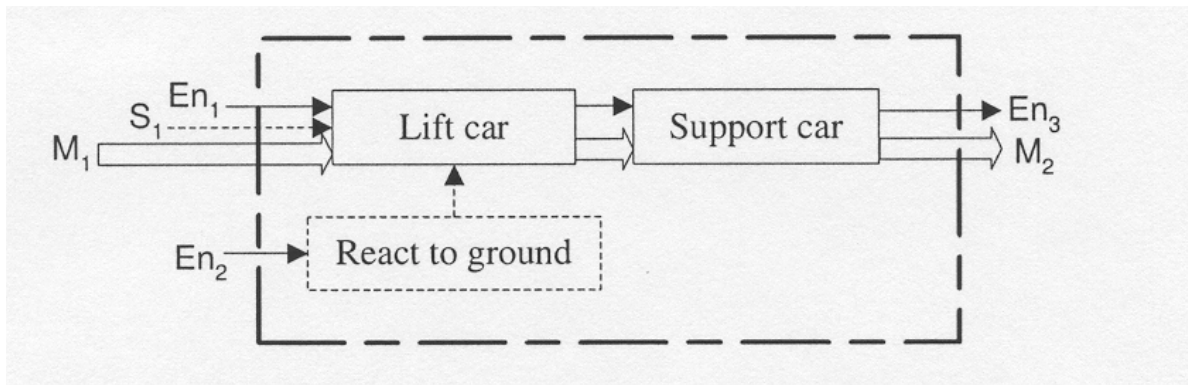 En₁
S₁
M₁
Lift car
Support car
En₃
M₂
En₂
React to ground